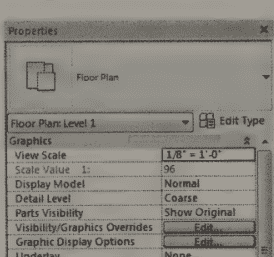 Properties
Floor Plan
Floor Plan: Level 1 Edit Type
Graphics
View Scale 1/8" = 1'-0"
Scale Value 1: 96
Display Model Normal
Detail Level Coarse
Parts Visibility Show Original
Visibility/Graphics Overrides Edit...
Graphic Display Options Edit...
Underlay None